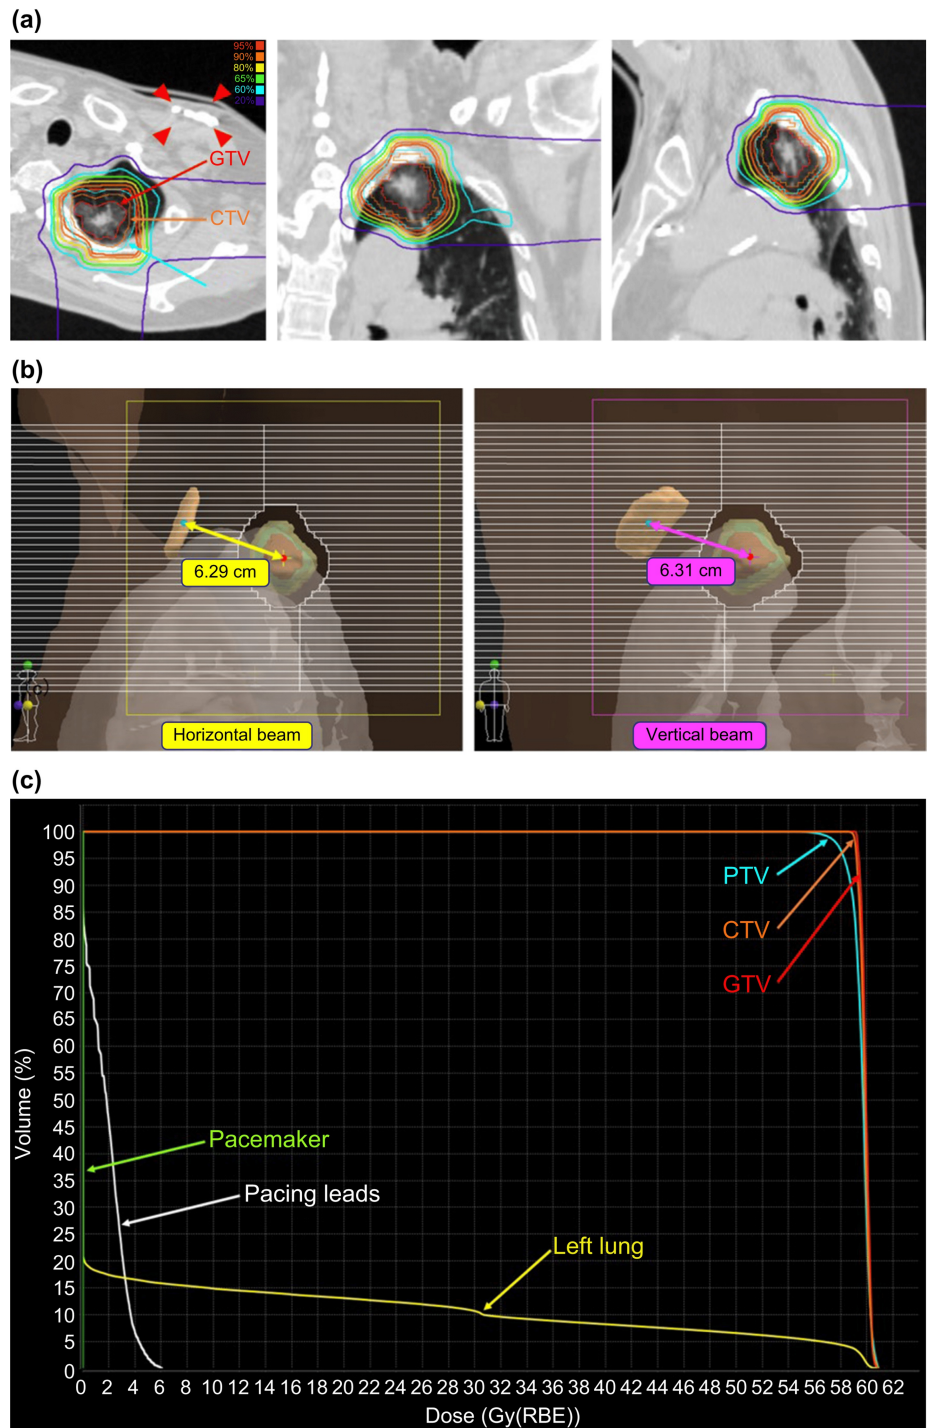 (a)
95%
90%
80%
65%
60%
20%
GTV
CTV
(b)
6.29 cm
6.31 cm
Horizontal beam
Vertical beam
(c)
Volume (%)
100
95
90
85
80
75
70
65
60
55
50
45
40
35
30
25
20
15
10
5
0
PTV
CTV
GTV
Pacemaker
Pacing leads
Left lung
0 2 4 6 8 10 12 14 16 18 20 22 24 26 28 30 32 34 36 38 40 42 44 46 48 50 52 54 56 58 60 62
Dose (Gy(RBE))